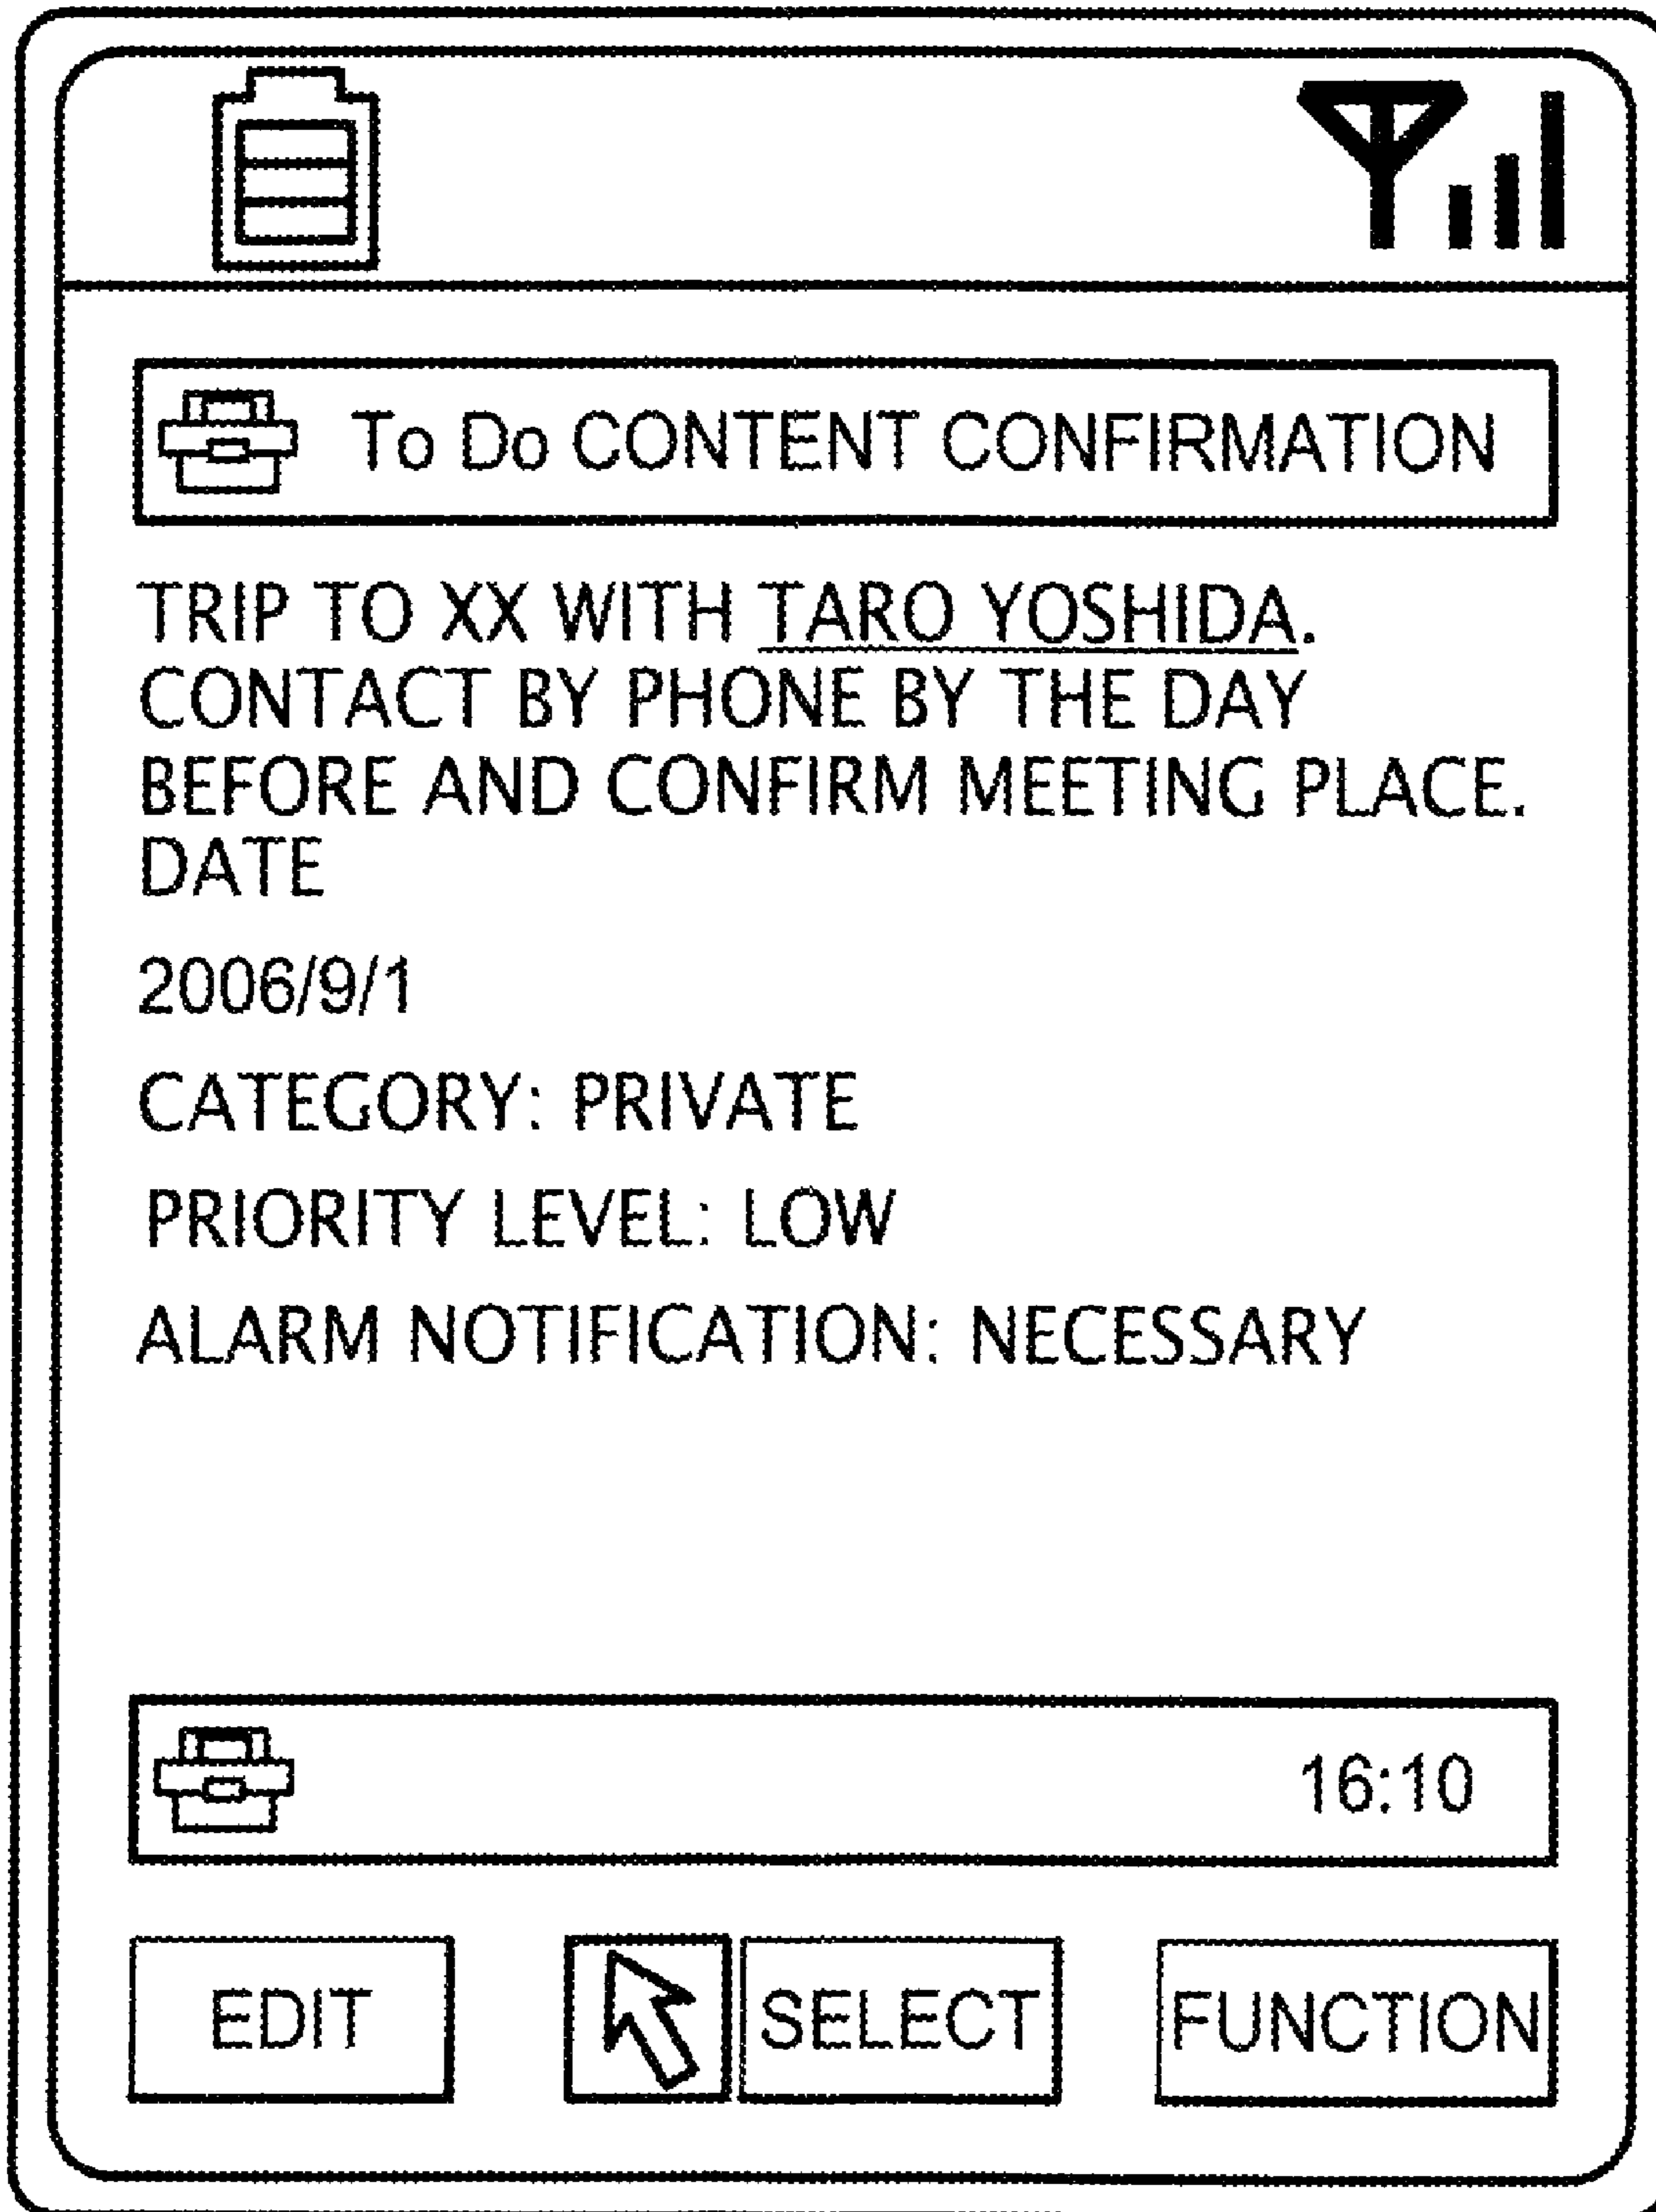 To Do CONTENT CONFIRMATION
TRIP TO XX WITH TARO YOSHIDA.
CONTACT BY PHONE BY THE DAY
BEFORE AND CONFIRM MEETING PLACE.
DATE
2006/9/1
CATEGORY: PRIVATE
PRIORITY LEVEL: LOW
ALARM NOTIFICATION: NECESSARY
16:10
EDIT SELECT FUNCTION